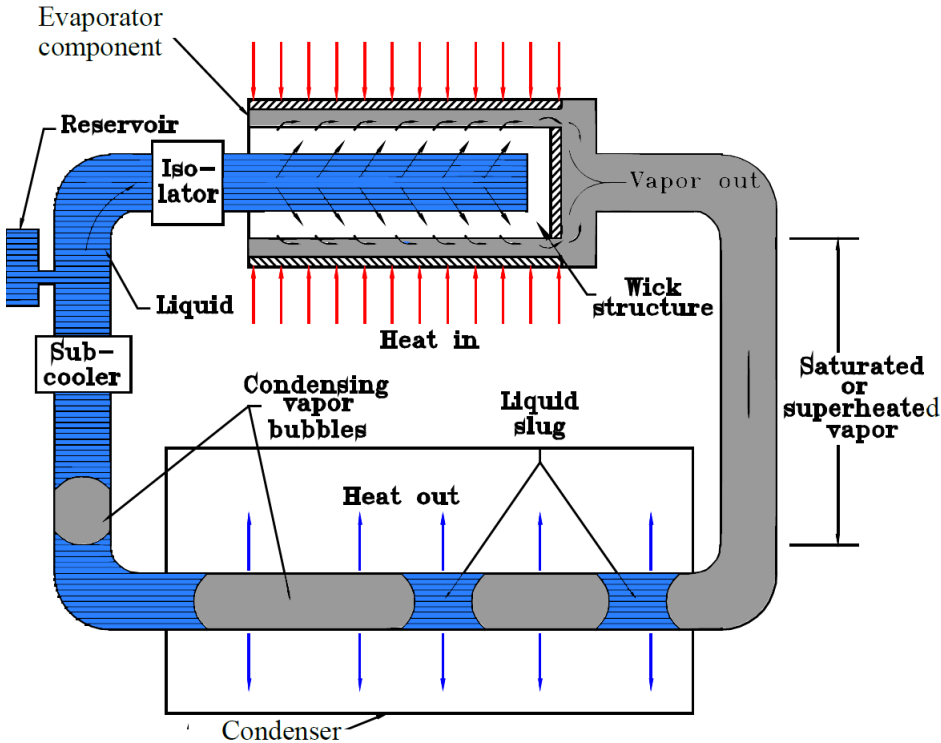 Evaporator
component
Reservoir
Iso-
lator
Vapor out
Liquid
Wick
structure
Heat in
Sub-
cooler
Condensing
vapor
bubbles
Liquid
slug
Saturated
or
superheated
vapor
Heat out
Condenser